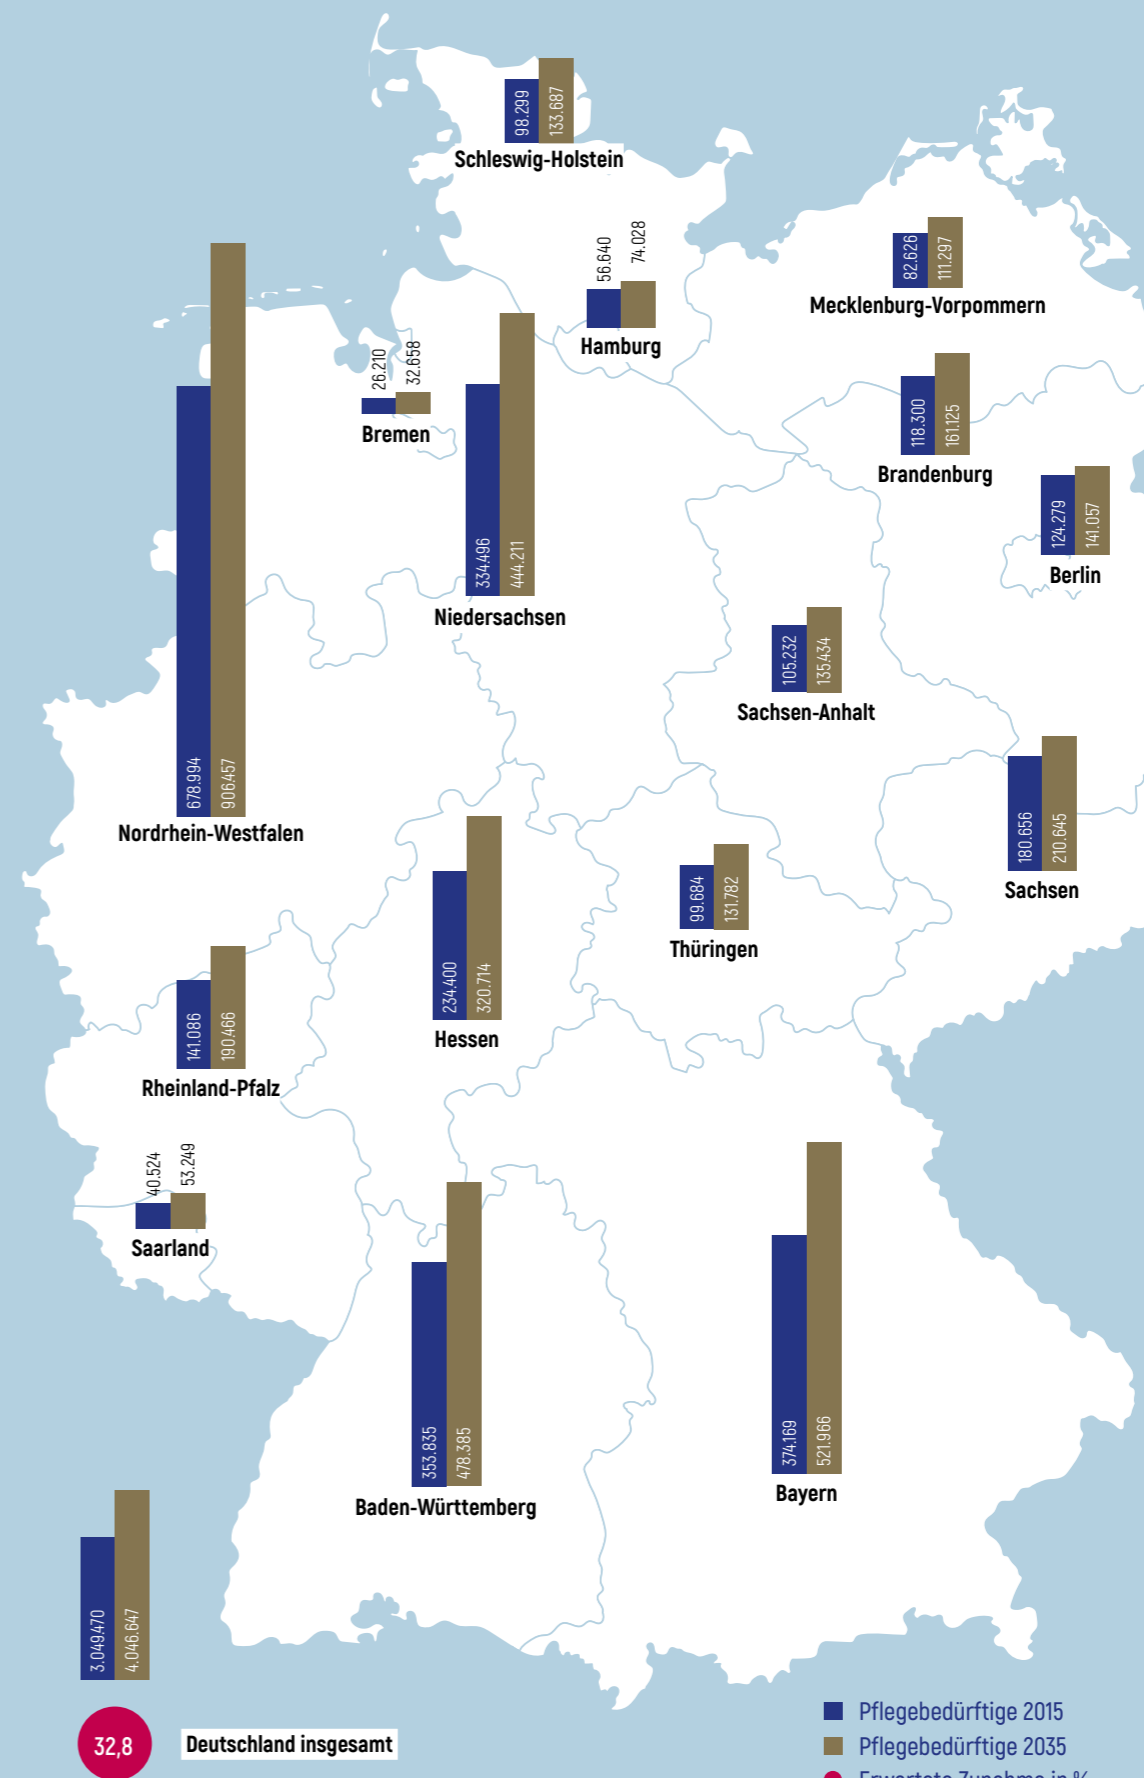 98.299
133.687
Schleswig-Holstein
56.640
74.028
Hamburg
82.626
111.297
Mecklenburg-Vorpommern
26.210
32.658
Bremen
118.300
161.125
Brandenburg
124.279
141.057
Berlin
334.496
444.211
Niedersachsen
105.232
135.434
Sachsen-Anhalt
678.994
906.457
Nordrhein-Westfalen
180.656
210.645
Sachsen
99.684
131.782
Thüringen
234.400
320.714
Hessen
141.086
190.466
Rheinland-Pfalz
40.524
53.249
Saarland
353.835
478.385
Baden-Württemberg
374.169
521.966
Bayern
3.049.470
4.046.647
32,8
Deutschland insgesamt
Pflegebedürftige 2015
Pflegebedürftige 2035
Erwartete Zunahme in %